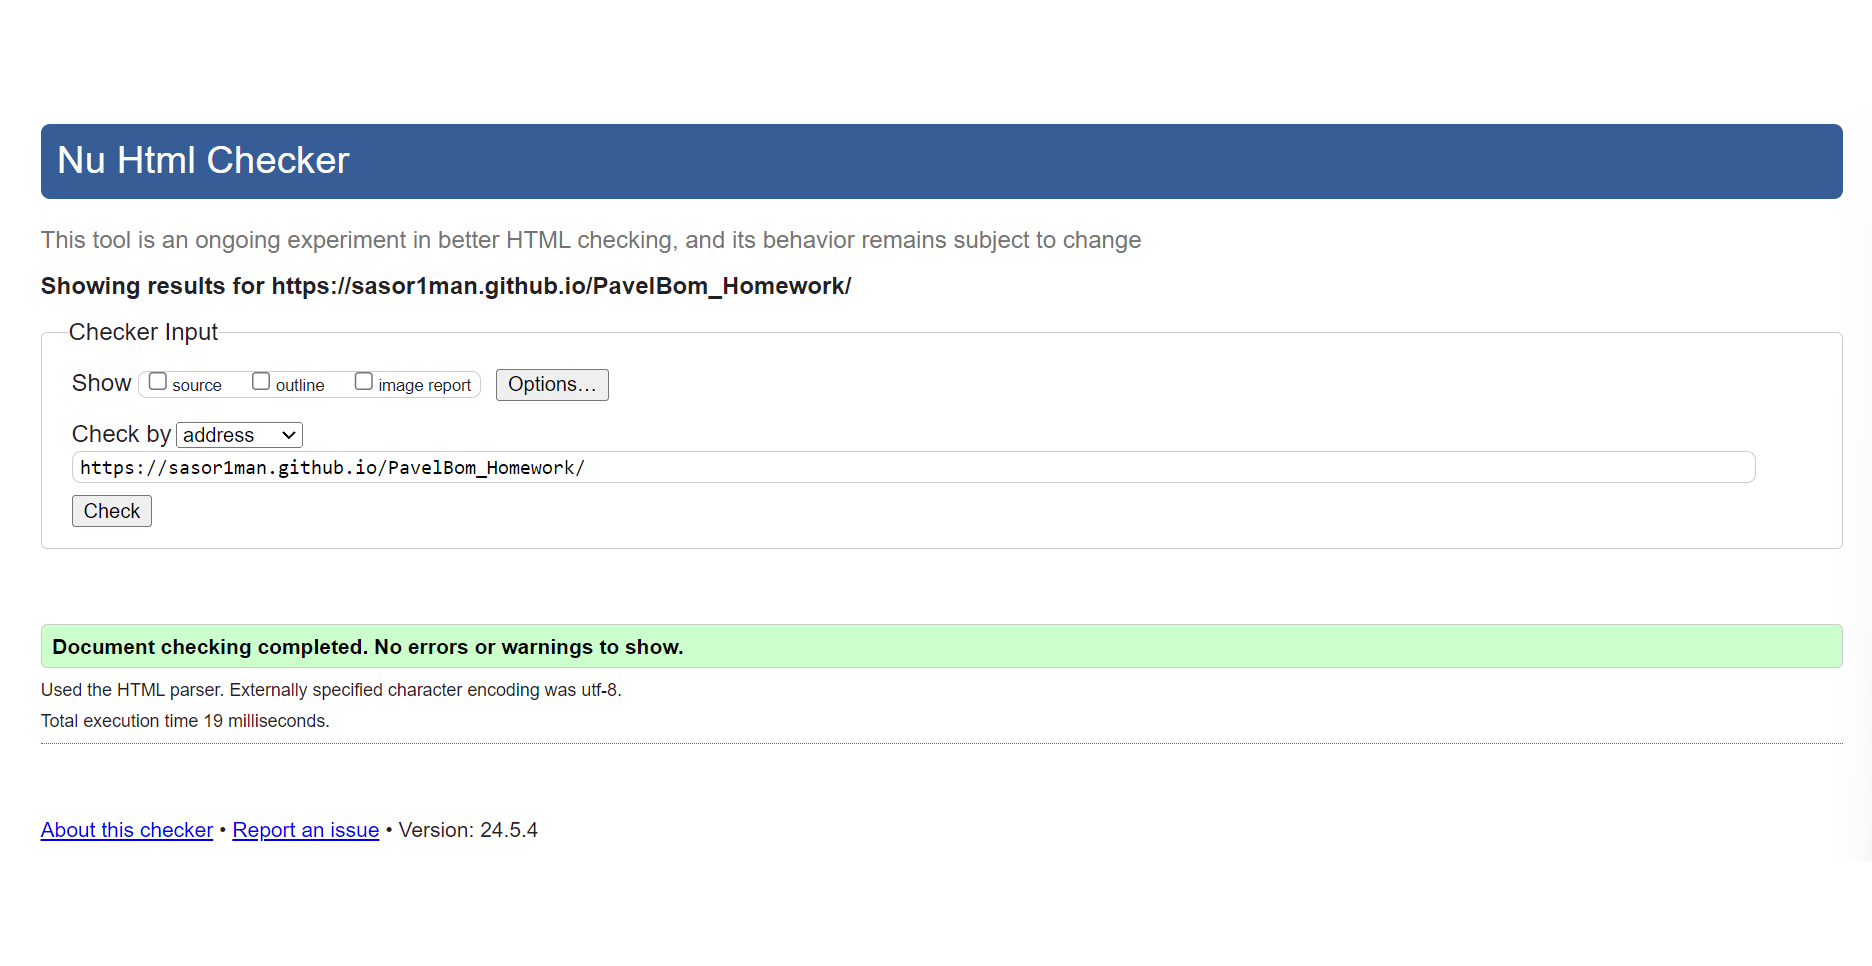 Nu Html Checker
This tool is an ongoing experiment in better HTML checking, and its behavior remains subject to change
Showing results for https://sasor1man.github.io/PavelBom_Homework/
Checker Input
Show source outline image report Options…
Check by address
https://sasor1man.github.io/PavelBom_Homework/
Check
Document checking completed. No errors or warnings to show.
Used the HTML parser. Externally specified character encoding was utf-8.
Total execution time 19 milliseconds.
About this checker • Report an issue • Version: 24.5.4